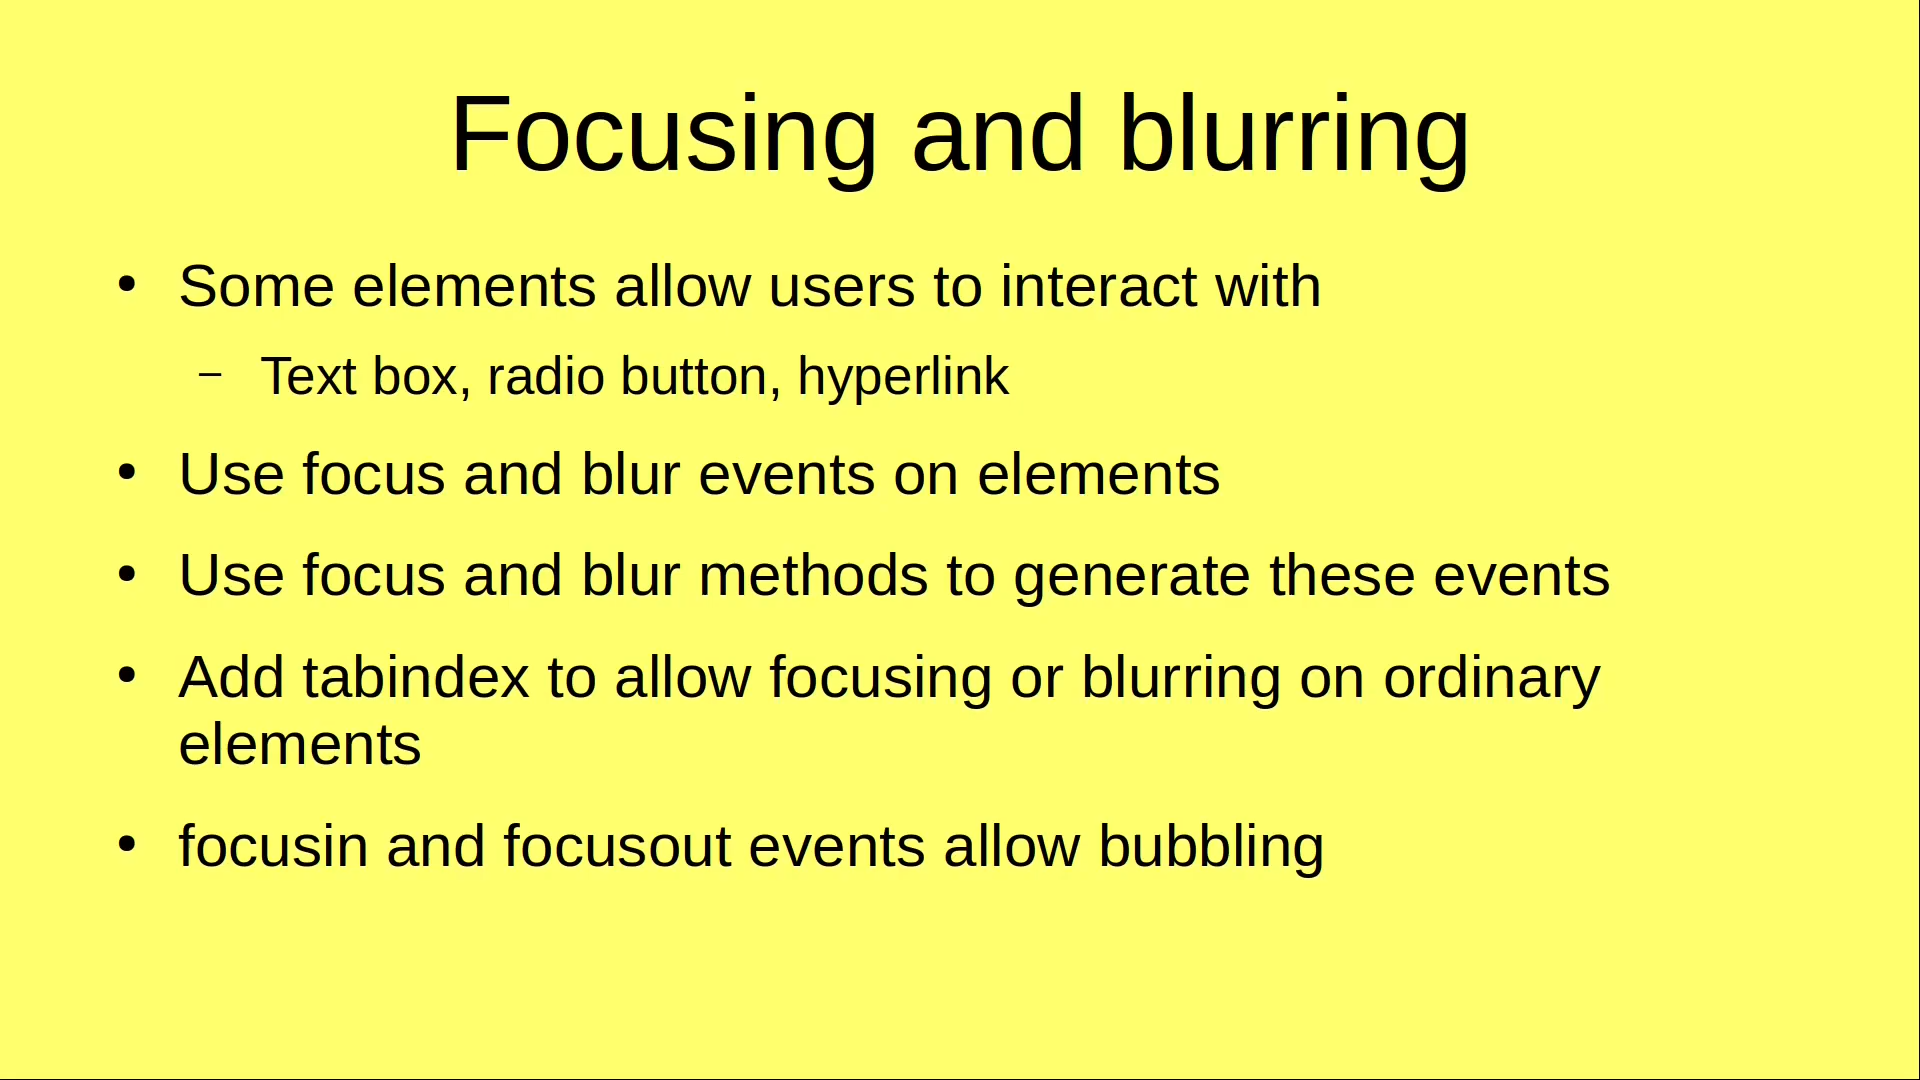 Focusing and blurring
• Some elements allow users to interact with
– Text box, radio button, hyperlink
• Use focus and blur events on elements
• Use focus and blur methods to generate these events
• Add tabindex to allow focusing or blurring on ordinary
elements
• focusin and focusout events allow bubbling